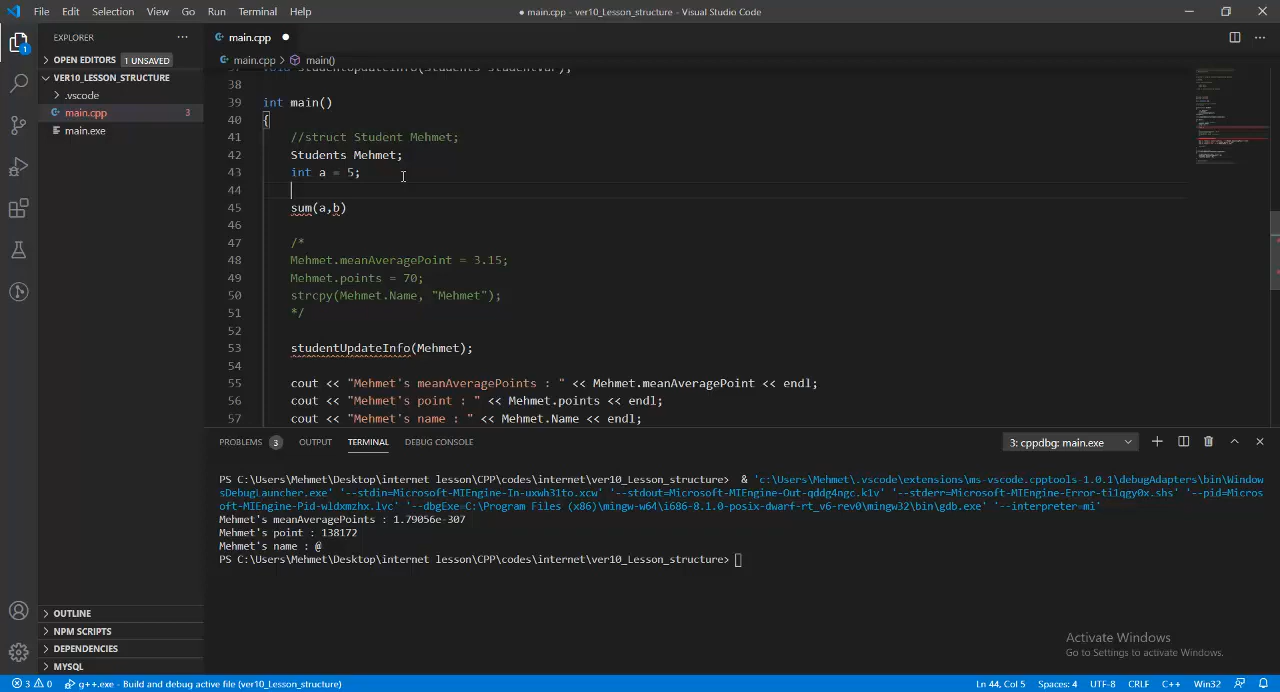 File Edit Selection View Go Run Terminal Help
● main.cpp - ver10_Lesson_structure - Visual Studio Code
EXPLORER
OPEN EDITORS 1 UNSAVED
VER10_LESSON_STRUCTURE
.vscode
main.cpp 3
main.exe
OUTLINE
NPM SCRIPTS
DEPENDENCIES
MYSQL
main.cpp
main.cpp > main()
38
39 int main()
40 {
41 //struct Student Mehmet;
42 Students Mehmet;
43 int a = 5;
44
45 sum(a,b)
46
47 /*
48 Mehmet.meanAveragePoint = 3.15;
49 Mehmet.points = 70;
50 strcpy(Mehmet.Name, "Mehmet");
51 */
52
53 studentUpdateInfo(Mehmet);
54
55 cout << "Mehmet's meanAveragePoints : " << Mehmet.meanAveragePoint << endl;
56 cout << "Mehmet's point : " << Mehmet.points << endl;
57 cout << "Mehmet's name : " << Mehmet.Name << endl;
PROBLEMS 3 OUTPUT TERMINAL DEBUG CONSOLE
3: cppdbg: main.exe
PS C:\Users\Mehmet\Desktop\internet lesson\CPP\codes\internet\ver10_Lesson_structure> & 'c:\Users\Mehmet\.vscode\extensions\ms-vscode.cpptools-1.0.1\debugAdapters\bin\Window
sDebugLauncher.exe' '--stdin=Microsoft-MIEngine-In-uxwh31to.xcw' '--stdout=Microsoft-MIEngine-Out-qddg4ngc.k1v' '--stderr=Microsoft-MIEngine-Error-ti1qgy0x.shs' '--pid=Micros
oft-MIEngine-Pid-wldxmzhx.lvc' '--dbgExe=C:\Program Files (x86)\mingw-w64\i686-8.1.0-posix-dwarf-rt_v6-rev0\mingw32\bin\gdb.exe' '--interpreter=mi'
Mehmet's meanAveragePoints : 1.79056e-307
Mehmet's point : 138172
Mehmet's name : @
PS C:\Users\Mehmet\Desktop\internet lesson\CPP\codes\internet\ver10_Lesson_structure>
Activate Windows
Go to Settings to activate Windows.
1
3 0 g++.exe - Build and debug active file (ver10_Lesson_structure)
Ln 44, Col 5 Spaces: 4 UTF-8 CRLF C++ Win32